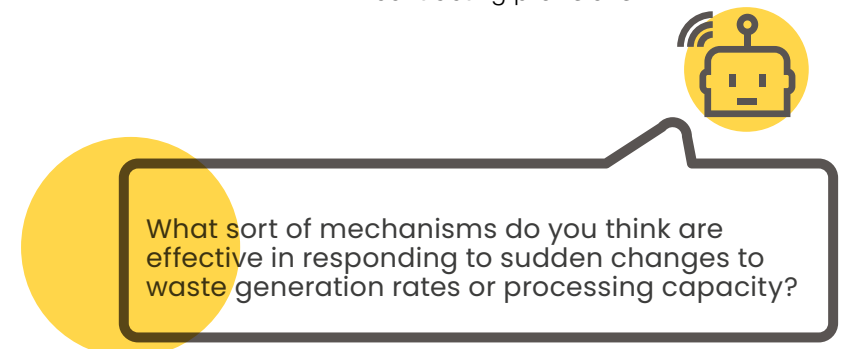 What sort of mechanisms do you think are
effective in responding to sudden changes to
waste generation rates or processing capacity?